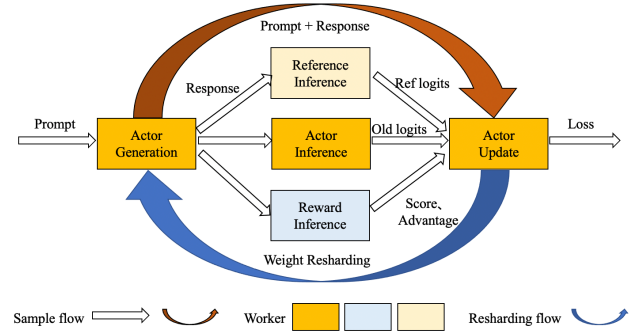 Prompt + Response
Reference
Inference
Response
Ref logits
Prompt
Actor
Generation
Actor
Inference
Old logits
Actor
Update
Loss
Reward
Inference
Score、
Advantage
Weight Resharding
Sample flow
Worker
Resharding flow